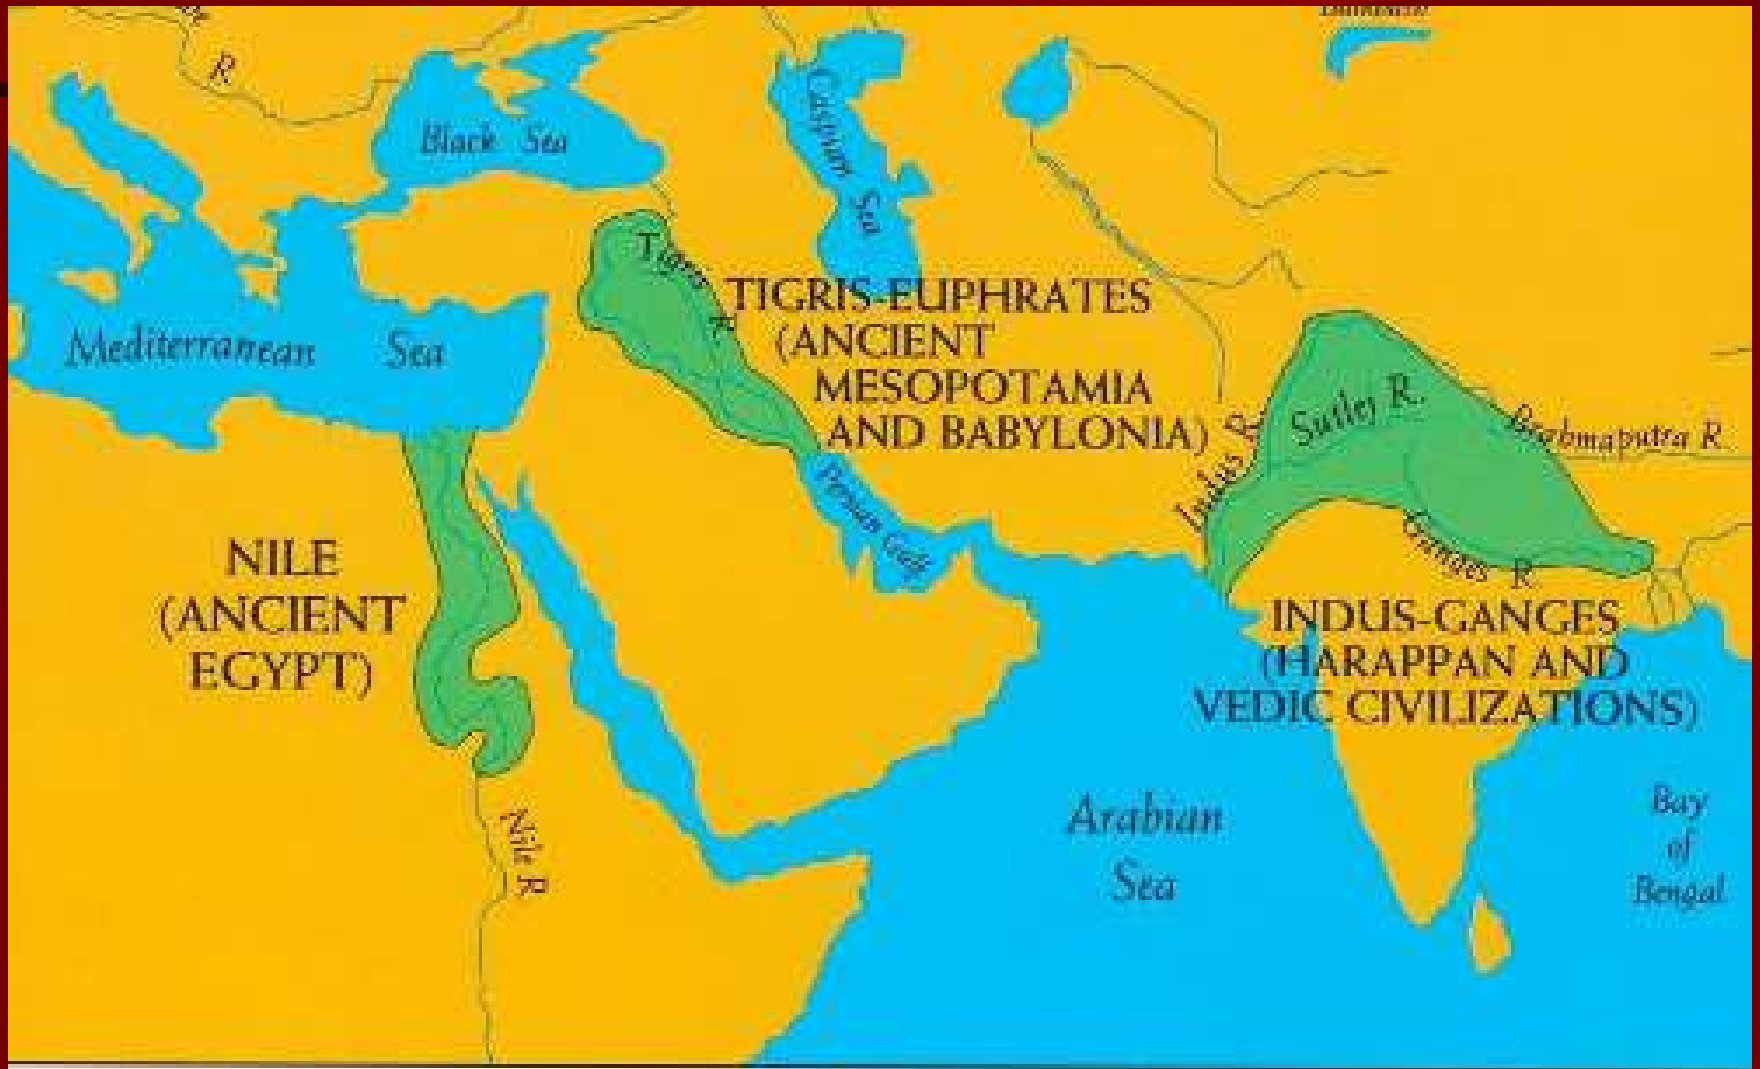 R.
Black Sea
Caspian Sea
Tigris R.
TIGRIS-EUPHRATES
(ANCIENT
MESOPOTAMIA
AND BABYLONIA)
Mediterranean Sea
Sutlej R.
Indus R.
Brahmaputra R.
Persian Gulf
Ganges R.
NILE
(ANCIENT
EGYPT)
INDUS-GANGES
(HARAPPAN AND
VEDIC CIVILIZATIONS)
Nile R.
Arabian
Sea
Bay
of
Bengal